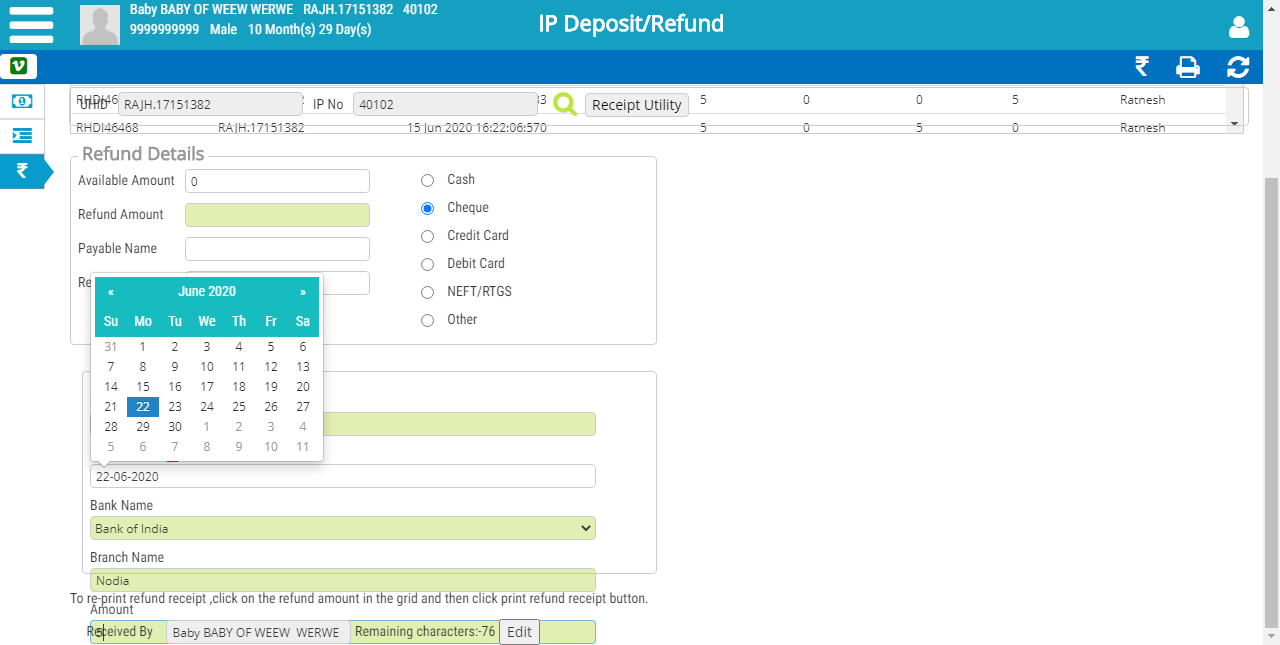 Baby BABY OF WEEW WERWE RAJH.17151382 40102
9999999999 Male 10 Month(s) 29 Day(s)
IP Deposit/Refund
UHID RAJH.17151382 IP No 40102 Receipt Utility
5 0 0 5 Ratnesh
RHDI46468 RAJH.17151382 15 Jun 2020 16:22:06:570 5 0 5 0 Ratnesh
Refund Details
Available Amount 0
Refund Amount
Payable Name
Re
Cash
Cheque
Credit Card
Debit Card
NEFT/RTGS
Other
« June 2020 »
Su Mo Tu We Th Fr Sa
31 1 2 3 4 5 6
7 8 9 10 11 12 13
14 15 16 17 18 19 20
21 22 23 24 25 26 27
28 29 30 1 2 3 4
5 6 7 8 9 10 11
22-06-2020
Bank Name
Bank of India
Branch Name
Nodia
To re-print refund receipt ,click on the refund amount in the grid and then click print refund receipt button.
Amount
5
Received By Baby BABY OF WEEW WERWE Remaining characters:-76 Edit